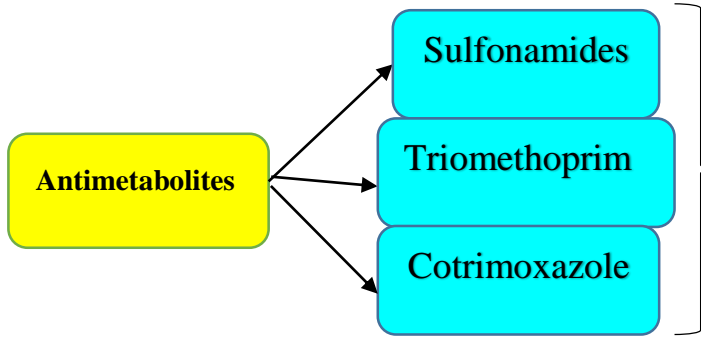 Sulfonamides
Antimetabolites
Triomethoprim
Cotrimoxazole